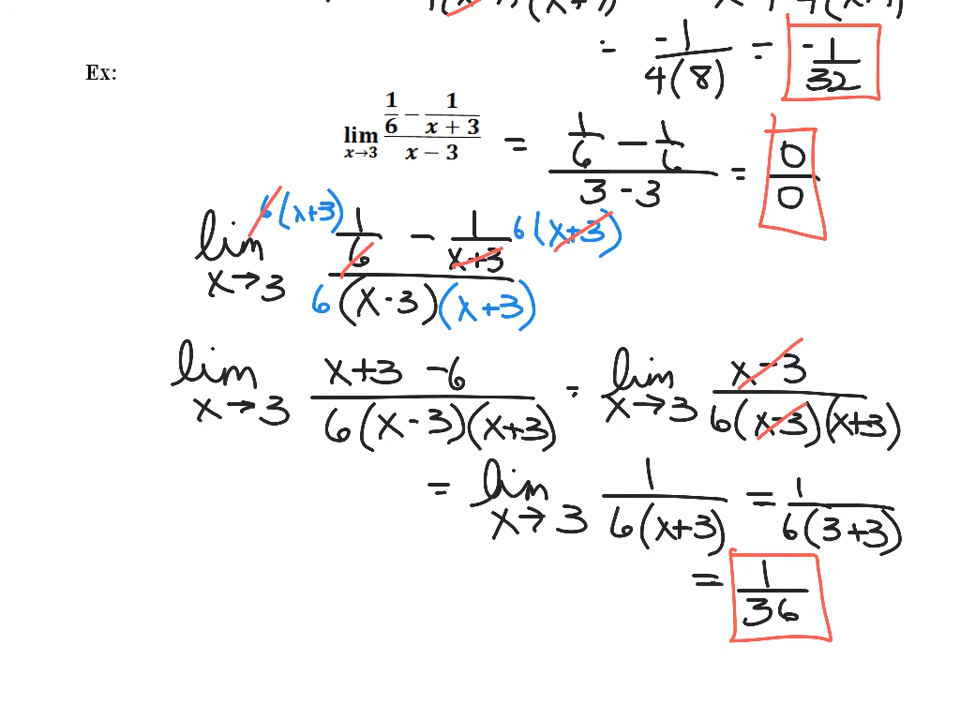 = -1/(4(8)) = -1/32
Ex:
lim x→3 (1/6 − 1/(x + 3))/(x − 3) = (1/6 − 1/6)/(3 − 3) = 0/0
lim x→3 (6(x+3) 1/6 − 1/(x+3) 6(x+3))/(6(x-3)(x+3))
lim x→3 (x+3 -6)/(6(x-3)(x+3)) = lim x→3 (x-3)/(6(x-3)(x+3))
= lim x→3 1/(6(x+3)) = 1/(6(3+3))
= 1/36